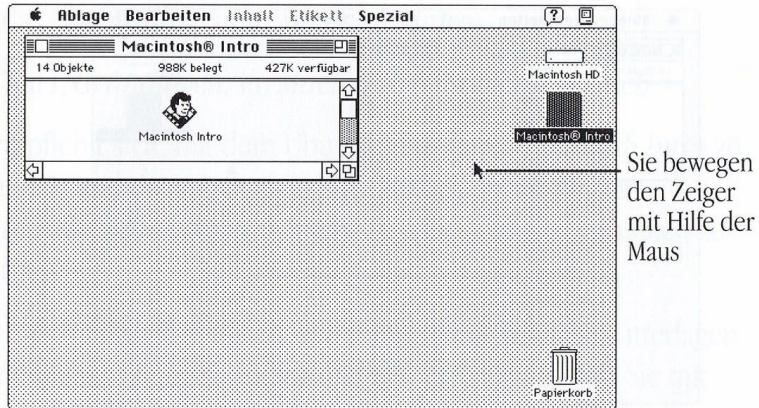 Ablage Bearbeiten Inhalt Etikett Spezial
Macintosh® Intro
14 Objekte 988K belegt 427K verfügbar
Macintosh Intro
Macintosh HD
Macintosh® Intro
Sie bewegen
den Zeiger
mit Hilfe der
Maus
Papierkorb